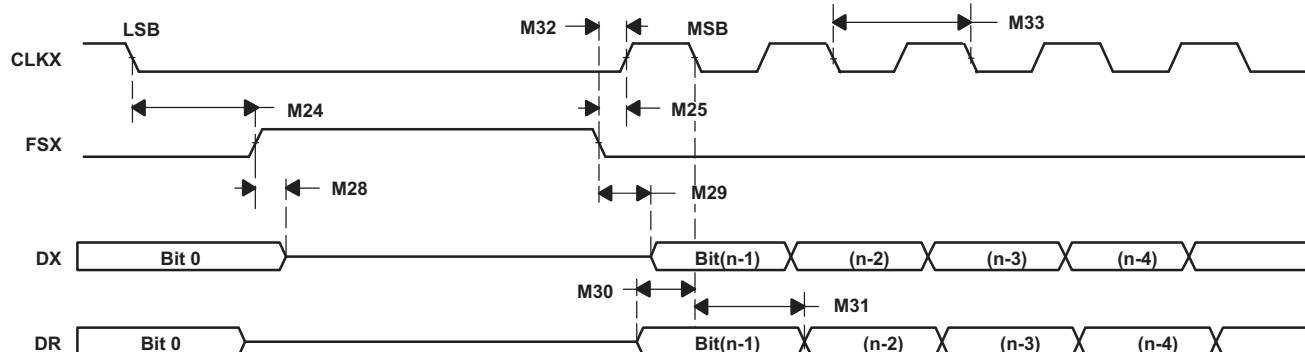 LSB M32 MSB M33
CLKX
M24 M25
FSX
M28 M29
DX Bit 0 Bit(n-1) (n-2) (n-3) (n-4)
M30 M31
DR Bit 0 Bit(n-1) (n-2) (n-3) (n-4)